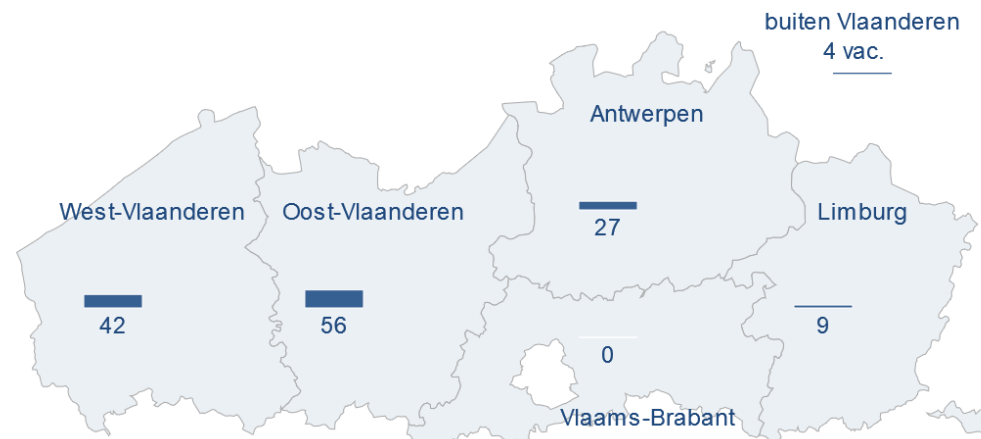 buiten Vlaanderen
4 vac.
Antwerpen
27
West-Vlaanderen
42
Oost-Vlaanderen
56
Limburg
9
0
Vlaams-Brabant